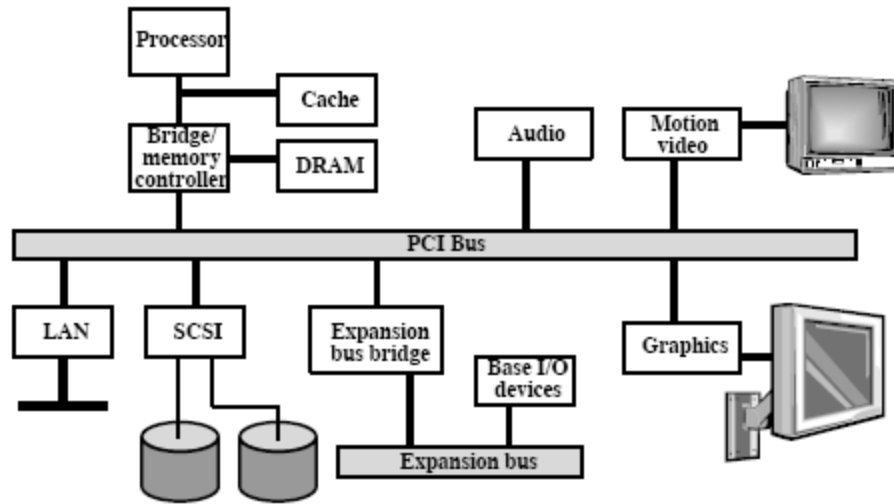 Processor
Cache
Bridge/
memory
controller
DRAM
Audio
Motion
video
PCI Bus
LAN
SCSI
Expansion
bus bridge
Base I/O
devices
Graphics
Expansion bus